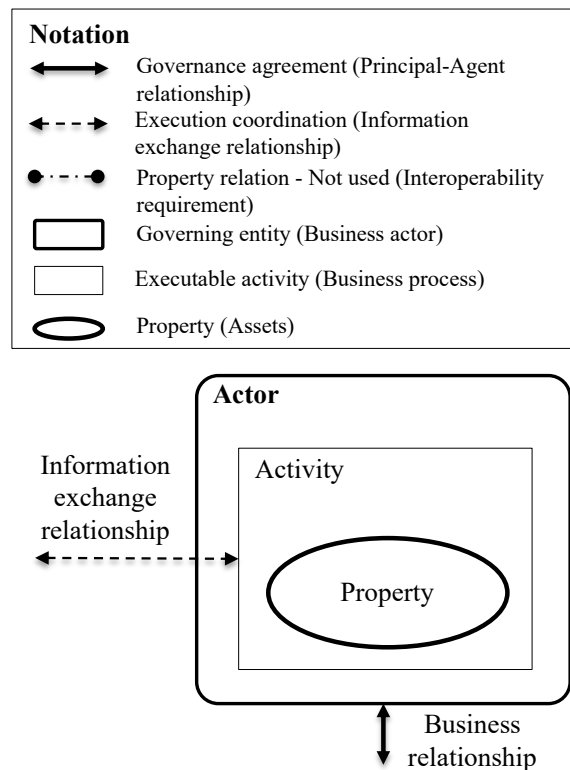 Notation
Governance agreement (Principal-Agent
relationship)
Execution coordination (Information
exchange relationship)
Property relation - Not used (Interoperability
requirement)
Governing entity (Business actor)
Executable activity (Business process)
Property (Assets)
Actor
Information
exchange
relationship
Activity
Property
Business
relationship